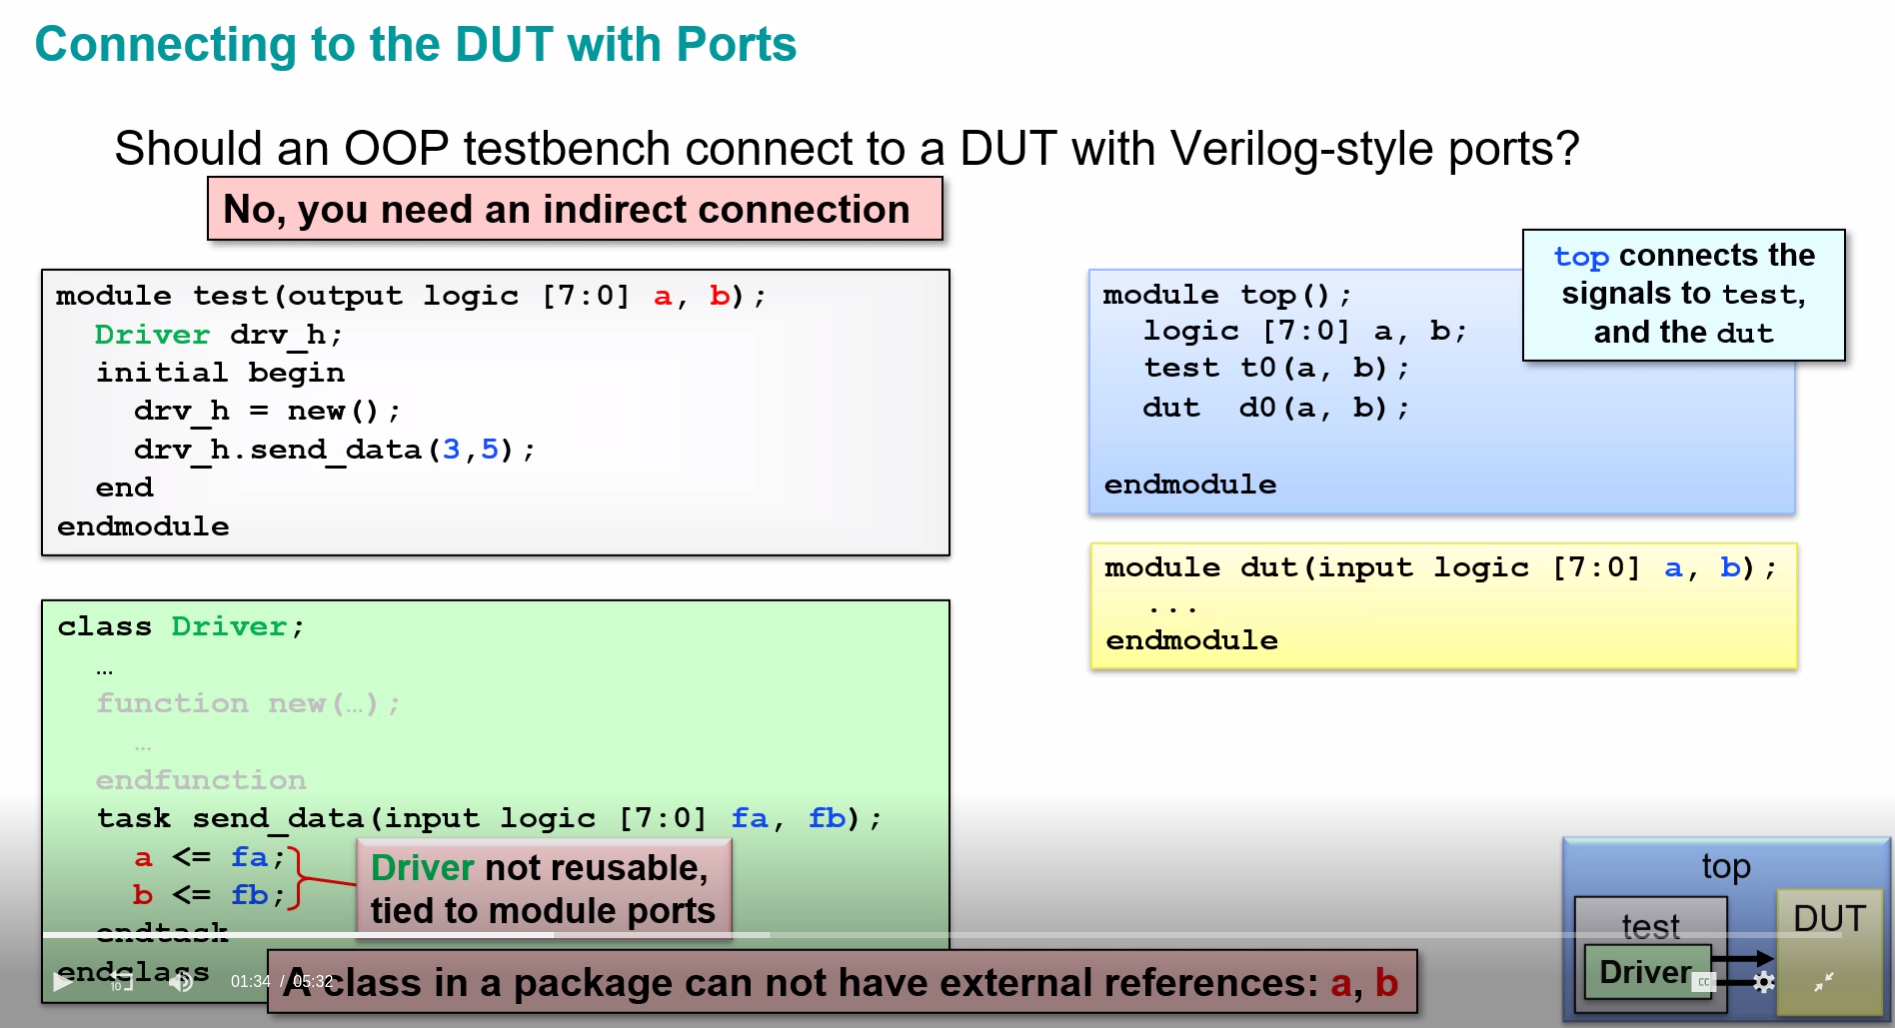 Connecting to the DUT with Ports
Should an OOP testbench connect to a DUT with Verilog-style ports?
No, you need an indirect connection
module test(output logic [7:0] a, b);
Driver drv_h;
initial begin
drv_h = new();
drv_h.send_data(3,5);
end
endmodule
class Driver;
…
function new(…);
…
endfunction
task send_data(input logic [7:0] fa, fb);
a <= fa;
b <= fb;
endtask
endclass
Driver not reusable,
tied to module ports
A class in a package can not have external references: a, b
module top();
logic [7:0] a, b;
test t0(a, b);
dut d0(a, b);
endmodule
top connects the
signals to test,
and the dut
module dut(input logic [7:0] a, b);
...
endmodule
top
test
DUT
Driver
10
01:34 / 05:32
CC